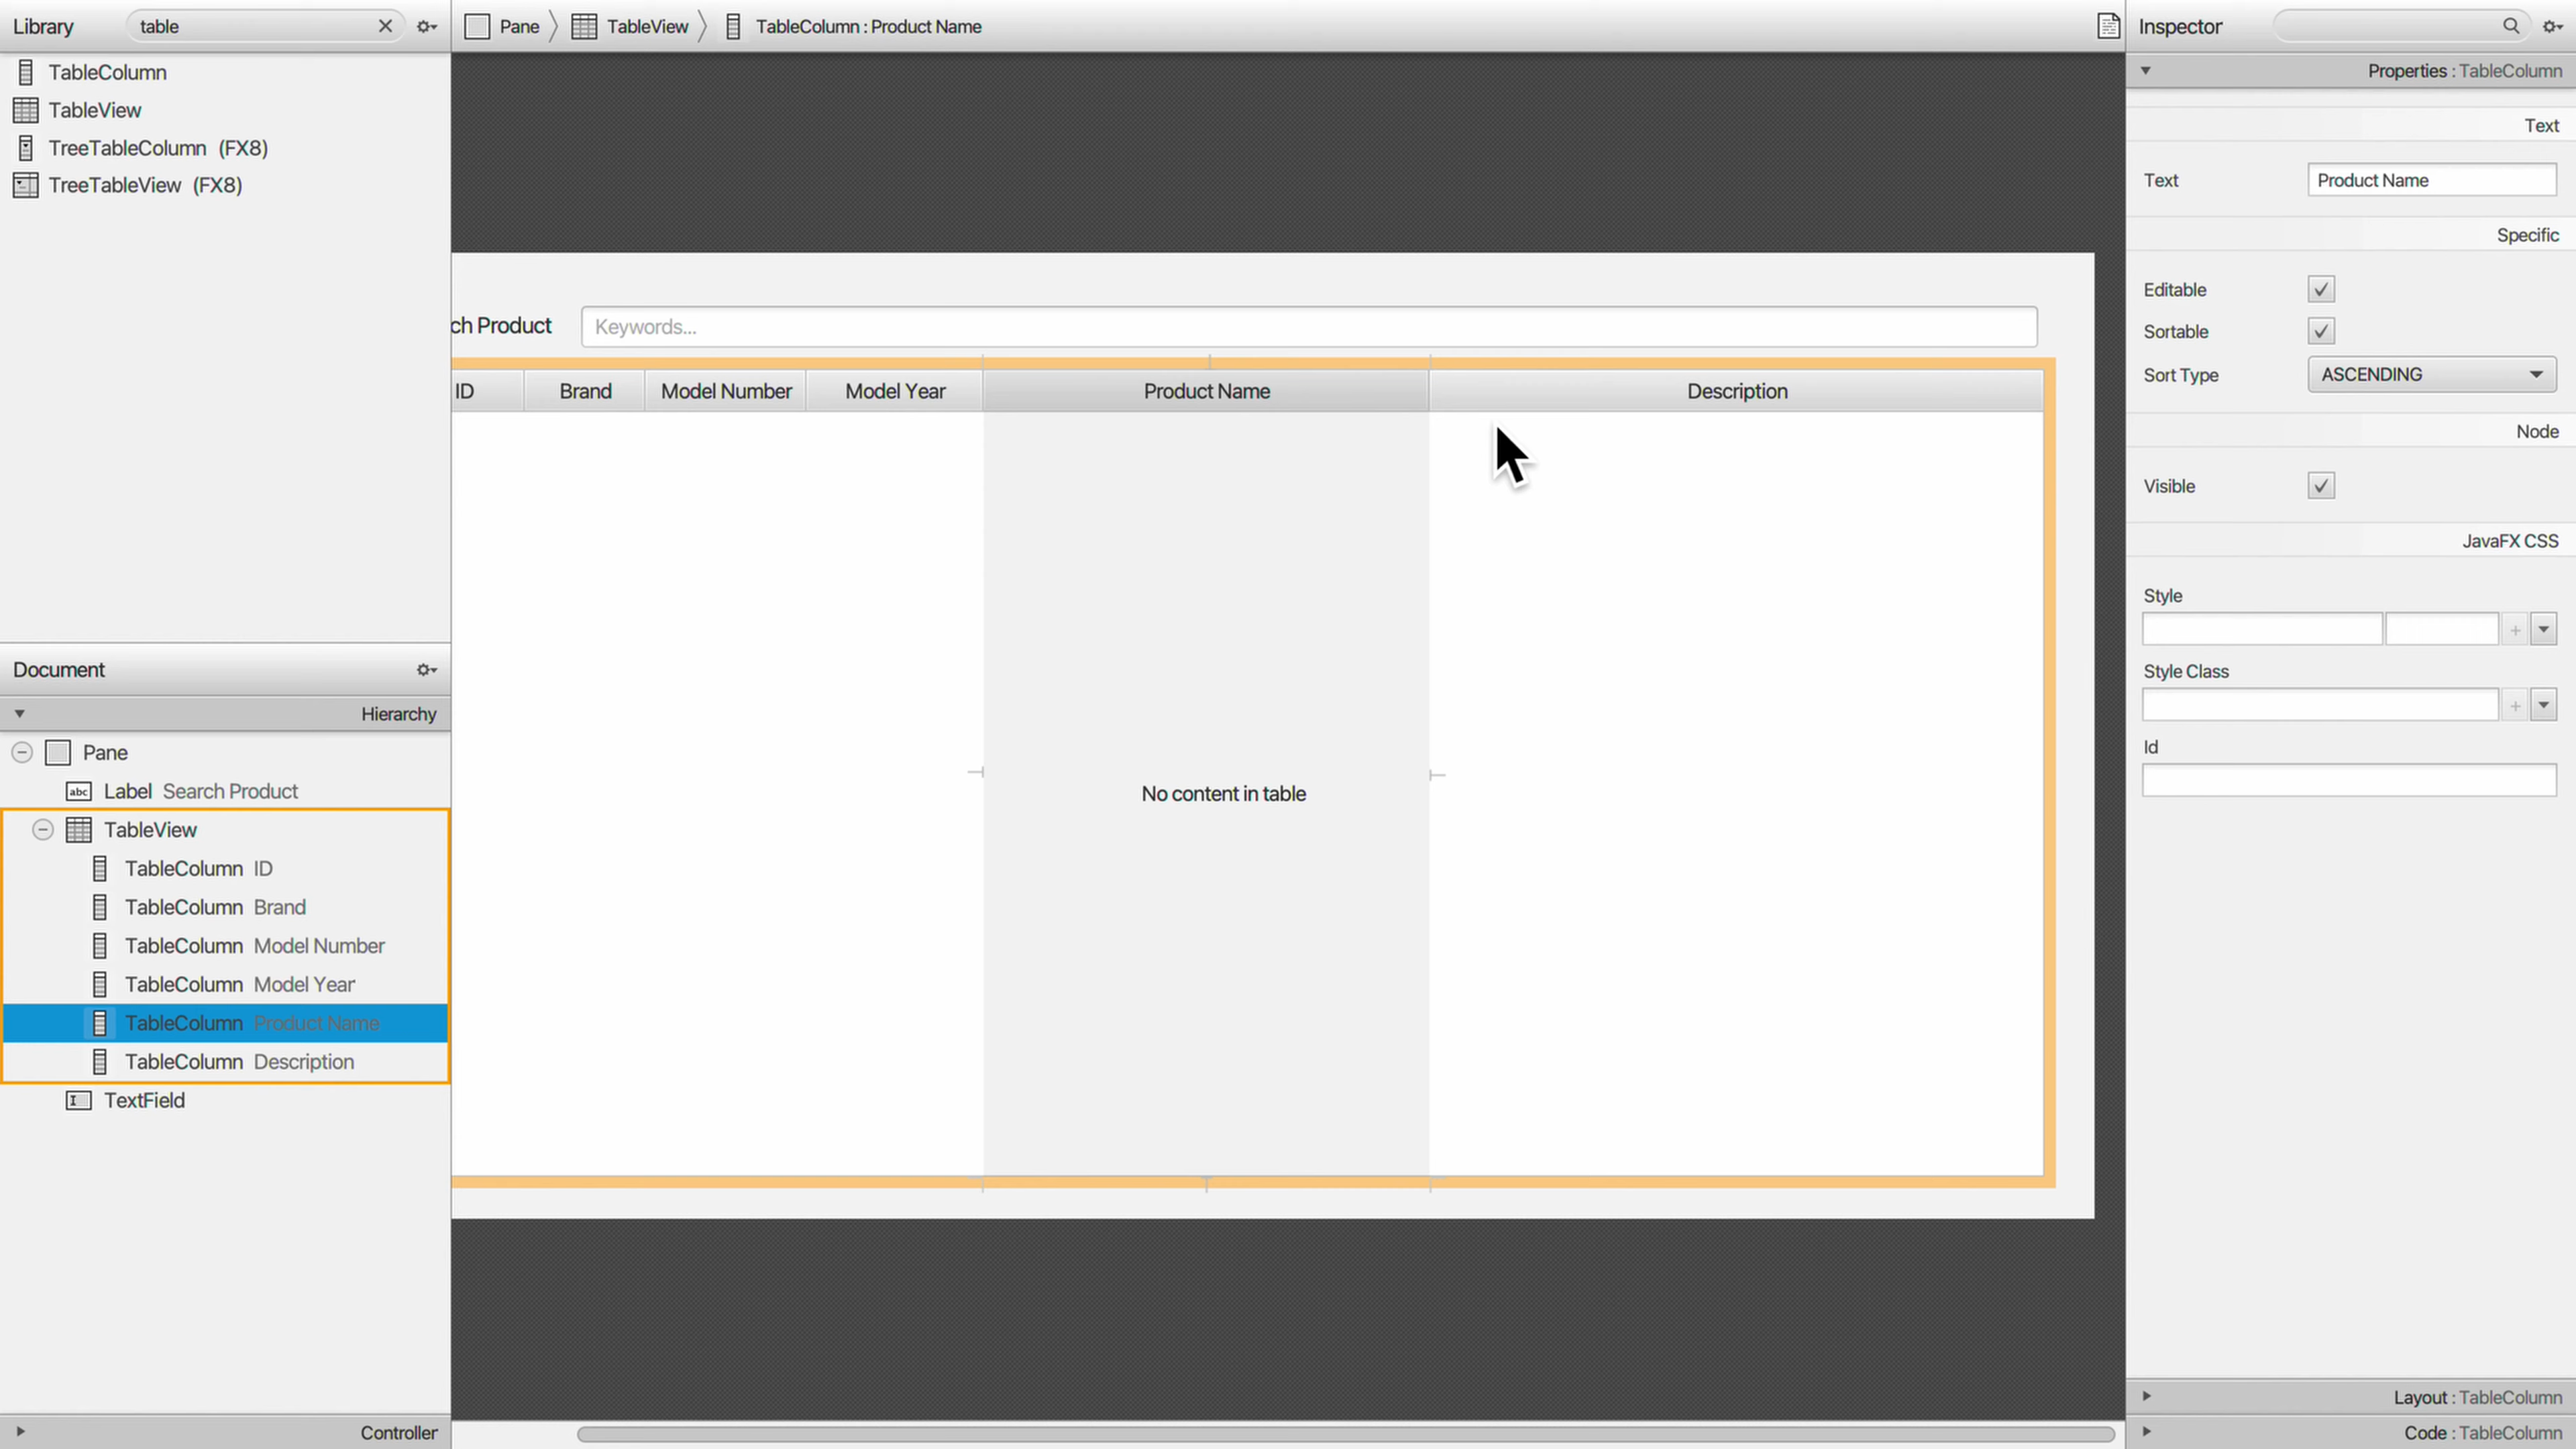 Library
table
TableColumn
TableView
TreeTableColumn (FX8)
TreeTableView (FX8)
Document
Hierarchy
Pane
Label Search Product
TableView
TableColumn ID
TableColumn Brand
TableColumn Model Number
TableColumn Model Year
TableColumn Product Name
TableColumn Description
TextField
Controller
Pane TableView TableColumn : Product Name
ch Product
Keywords...
ID Brand Model Number Model Year Product Name Description
No content in table
Inspector
Properties : TableColumn
Text
Text Product Name
Specific
Editable
Sortable
Sort Type ASCENDING
Node
Visible
JavaFX CSS
Style
Style Class
Id
Layout : TableColumn
Code : TableColumn